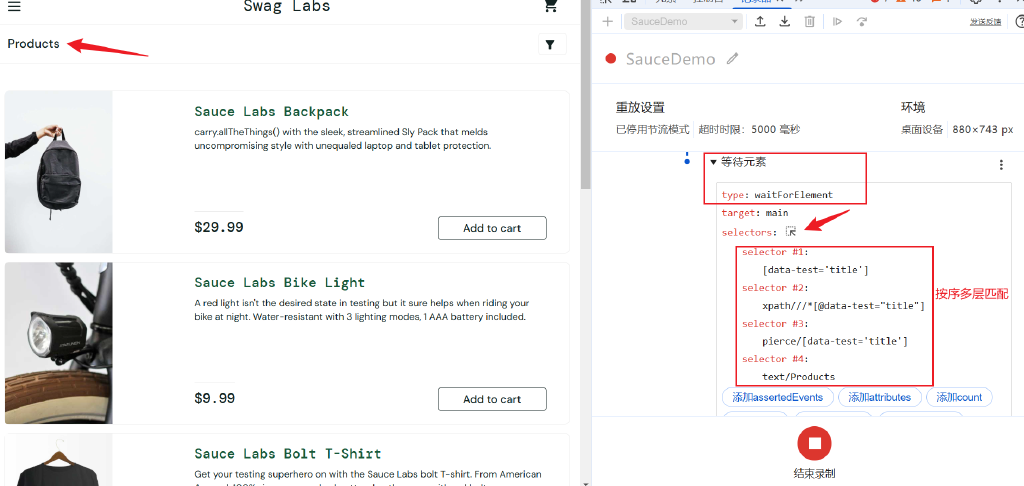 Swag Labs
Products
Sauce Labs Backpack
carry.allTheThings() with the sleek, streamlined Sly Pack that melds
uncompromising style with unequaled laptop and tablet protection.
$29.99
Add to cart
Sauce Labs Bike Light
A red light isn't the desired state in testing but it sure helps when riding your
bike at night. Water-resistant with 3 lighting modes, 1 AAA battery included.
$9.99
Add to cart
Sauce Labs Bolt T-Shirt
Get your testing superhero on with the Sauce Labs bolt T-shirt. From American
SauceDemo
发送反馈
SauceDemo
重放设置
已停用节流模式 超时时限：5000 毫秒
环境
桌面设备 880×743 px
等待元素
type: waitForElement
target: main
selectors:
selector #1:
[data-test='title']
selector #2:
xpath///*[@data-test="title"]
selector #3:
pierce/[data-test='title']
selector #4:
text/Products
按序多层匹配
添加assertedEvents 添加attributes 添加count
结束录制